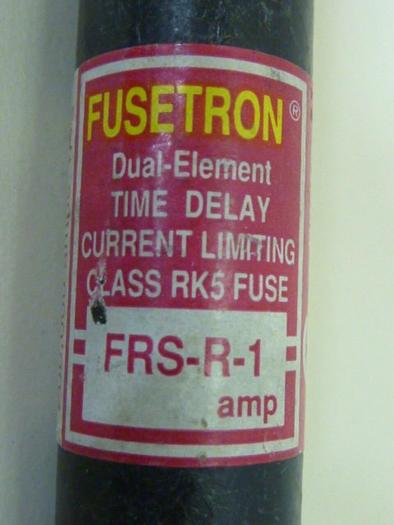 FUSETRON®
Dual-Element
TIME DELAY
CURRENT LIMITING
CLASS RK5 FUSE
FRS-R-1
amp